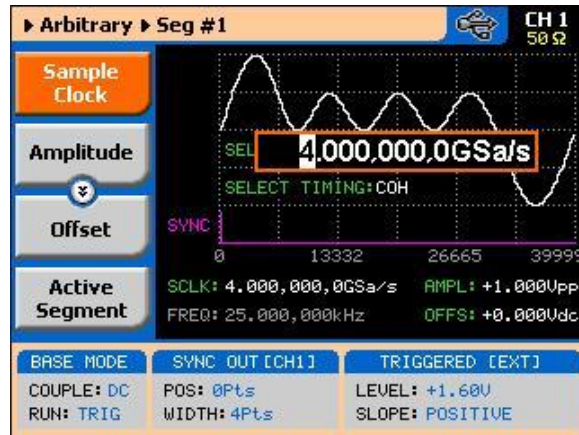 ▸ Arbitrary ▸ Seg #1
CH 1
50 Ω
Sample
Clock
Amplitude
Offset
Active
Segment
SEL
4.000,000,0GSa/s
SELECT TIMING:COH
SYNC
0 13332 26665 39999
SCLK: 4.000,000,0GSa/s AMPL: +1.000Vpp
FREQ: 25.000,000kHz OFFS: +0.000Vdc
BASE MODE
COUPLE: DC
RUN: TRIG
SYNC OUT [CH1]
POS: 0Pts
WIDTH: 4Pts
TRIGGERED [EXT]
LEVEL: +1.60V
SLOPE: POSITIVE